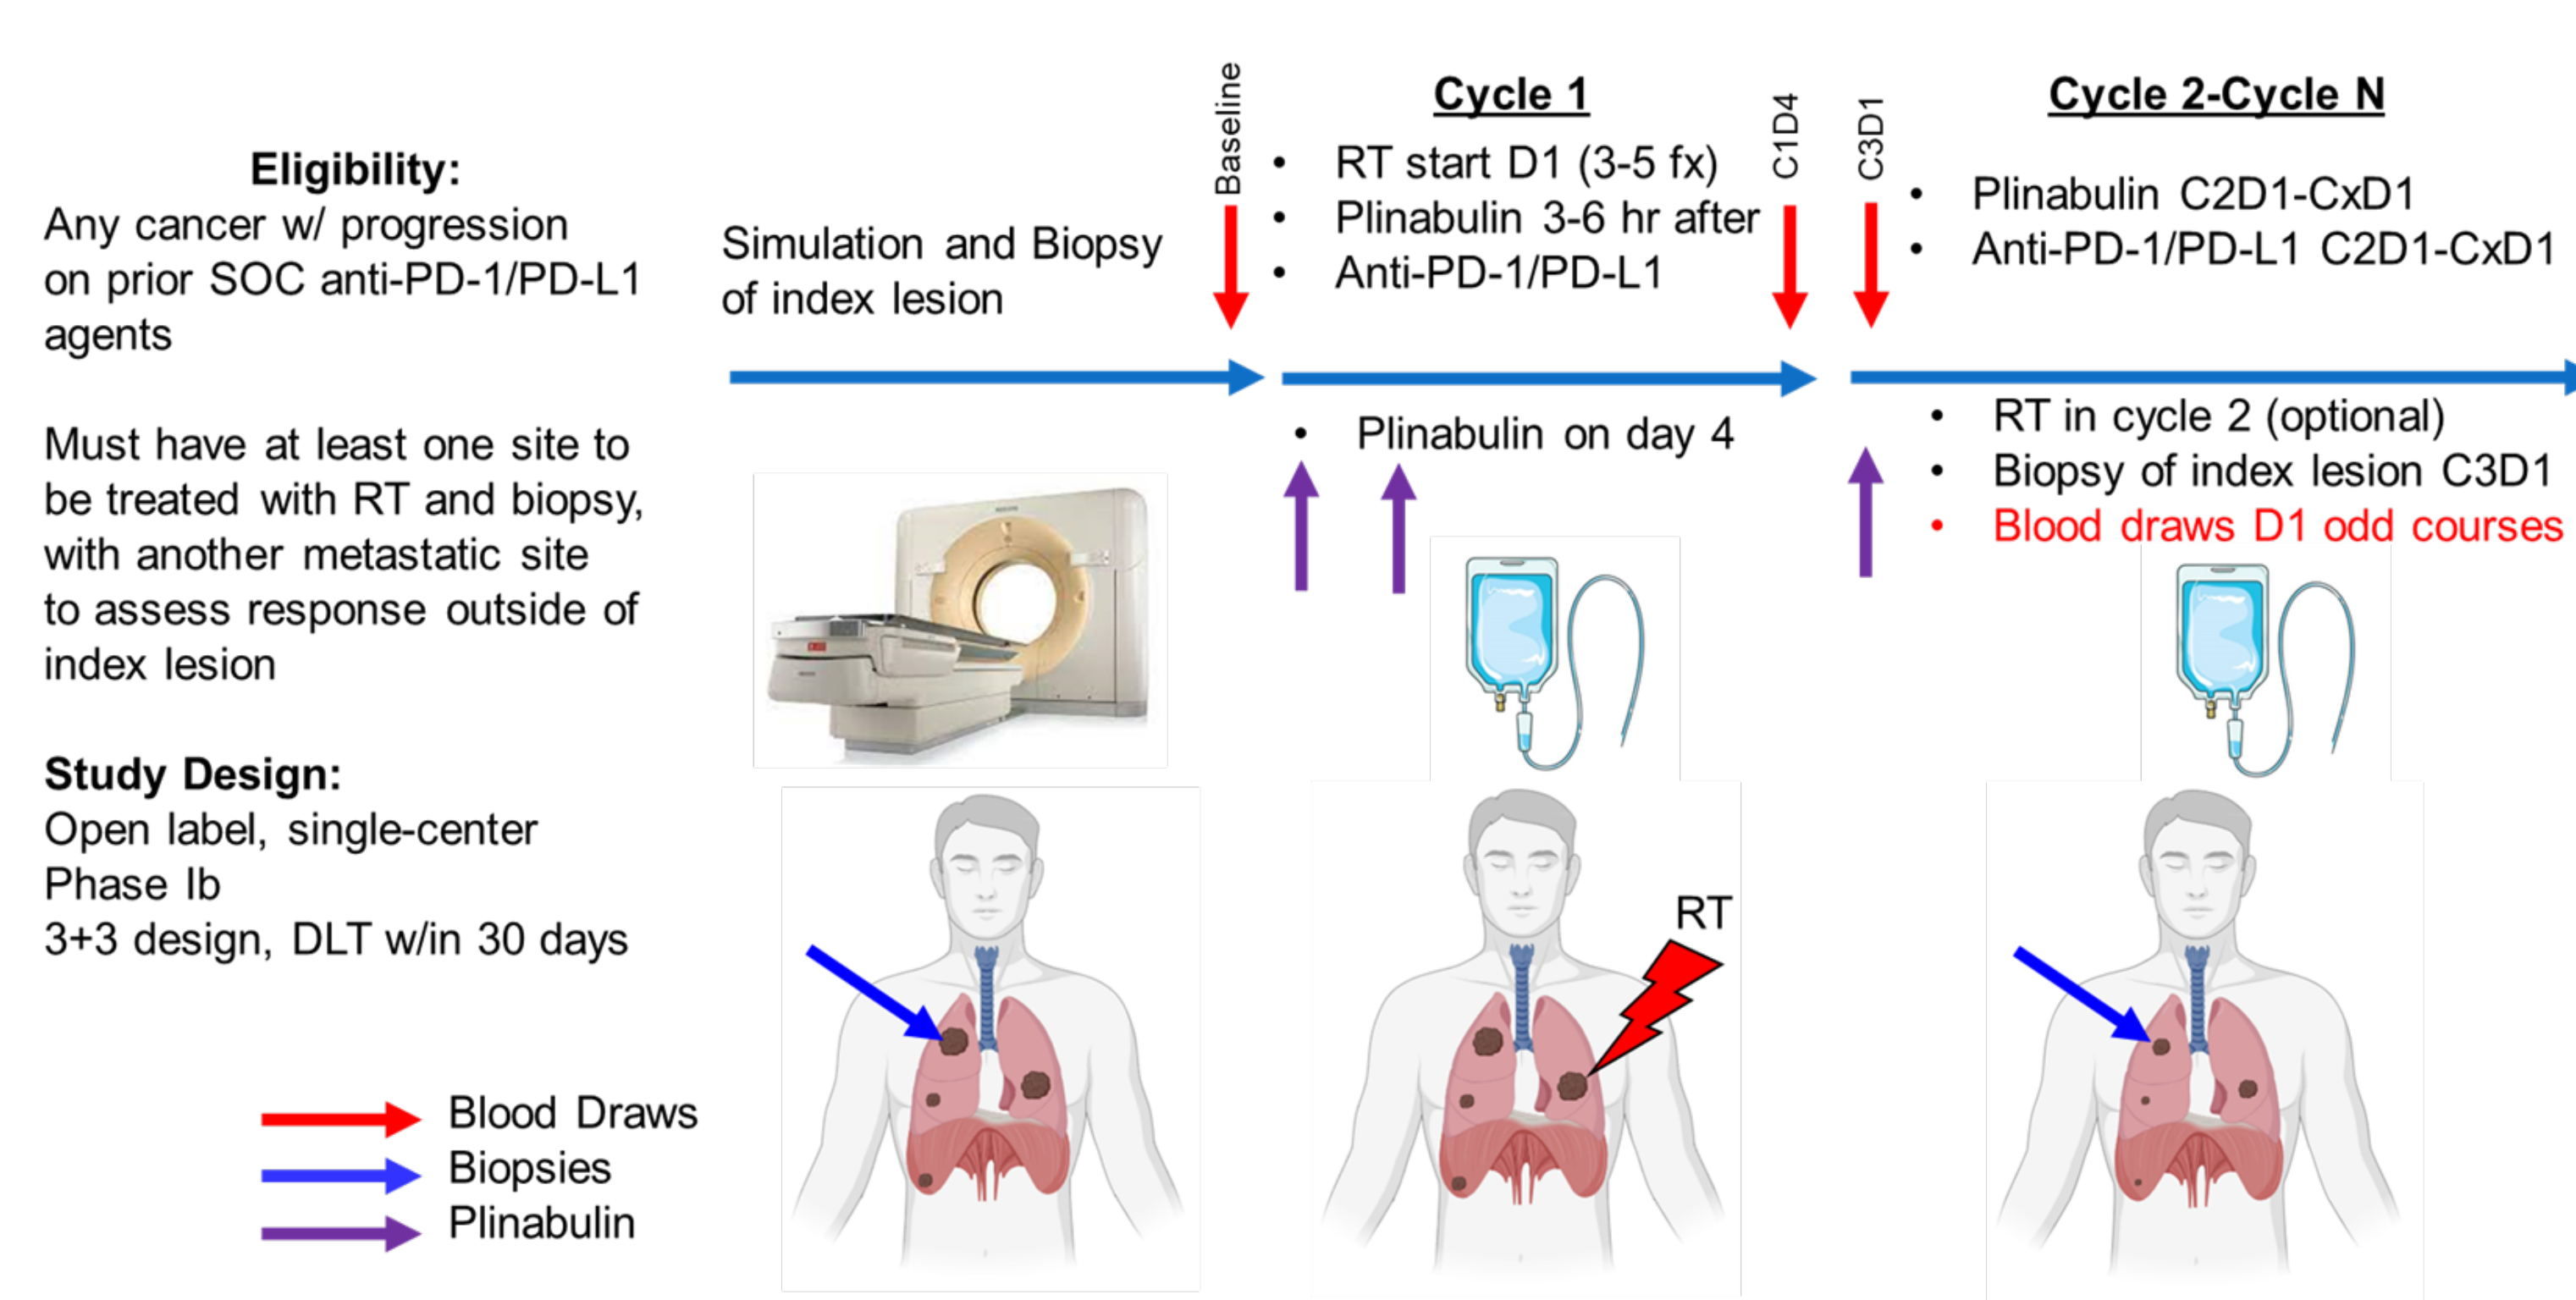 Eligibility:
Any cancer w/ progression
on prior SOC anti-PD-1/PD-L1
agents
Must have at least one site to
be treated with RT and biopsy,
with another metastatic site
to assess response outside of
index lesion
Study Design:
Open label, single-center
Phase Ib
3+3 design, DLT w/in 30 days
Blood Draws
Biopsies
Plinabulin
Simulation and Biopsy
of index lesion
Baseline
Cycle 1
• RT start D1 (3-5 fx)
• Plinabulin 3-6 hr after
• Anti-PD-1/PD-L1
C1D4
• Plinabulin on day 4
RT
C3D1
Cycle 2-Cycle N
• Plinabulin C2D1-CxD1
• Anti-PD-1/PD-L1 C2D1-CxD1
• RT in cycle 2 (optional)
• Biopsy of index lesion C3D1
• Blood draws D1 odd courses